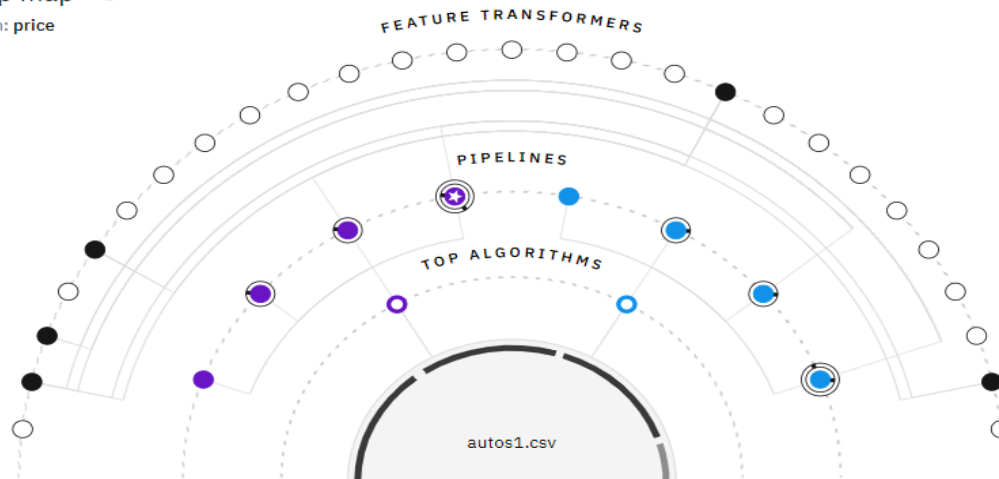 price
FEATURE TRANSFORMERS
PIPELINES
TOP ALGORITHMS
autos1.csv